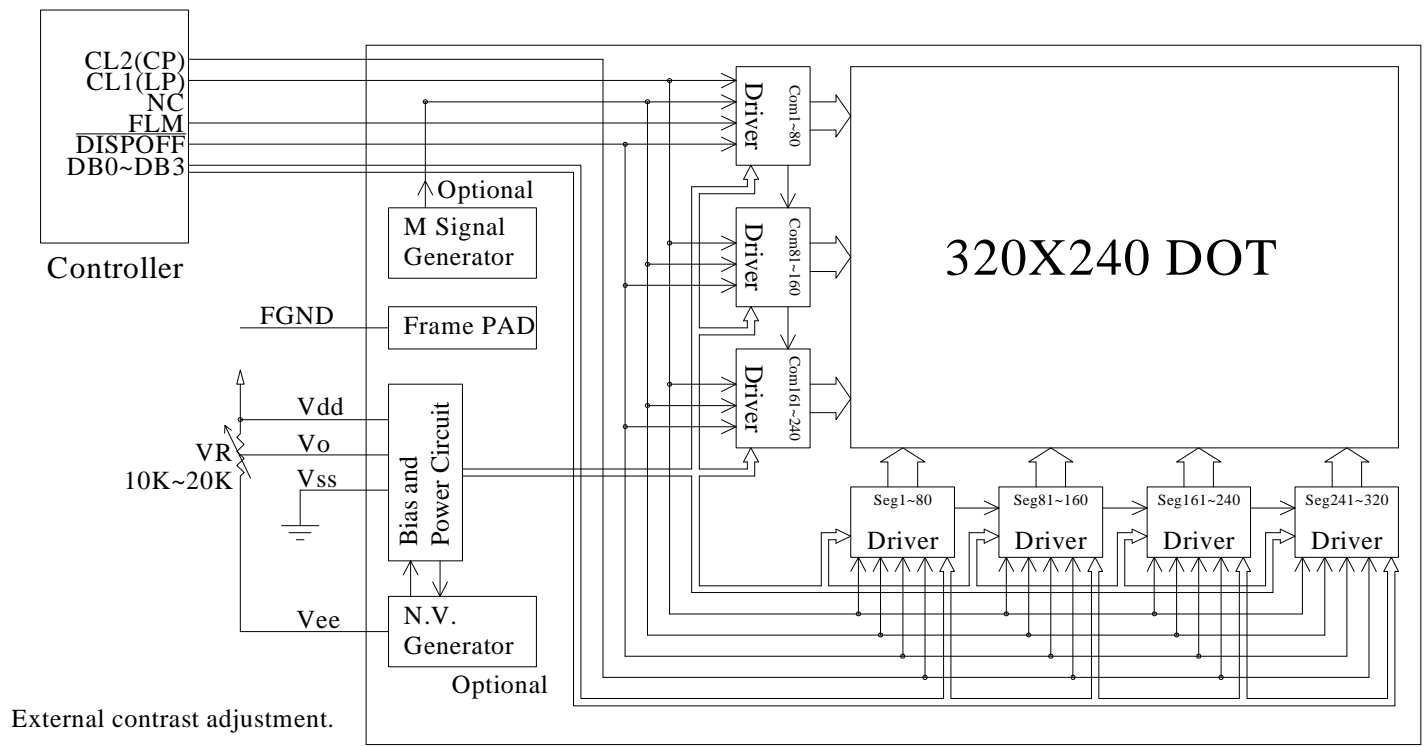 CL2(CP)
CL1(LP)
NC
FLM
DISPOFF
DB0~DB3
Controller
Optional
M Signal
Generator
FGND
Frame PAD
Vdd
Vo
VR
10K~20K
Vss
Bias and
Power Circuit
Vee
N.V.
Generator
Optional
External contrast adjustment.
Driver
Com1~80
Driver
Com81~160
Driver
Com161~240
320X240 DOT
Seg1~80
Driver
Seg81~160
Driver
Seg161~240
Driver
Seg241~320
Driver